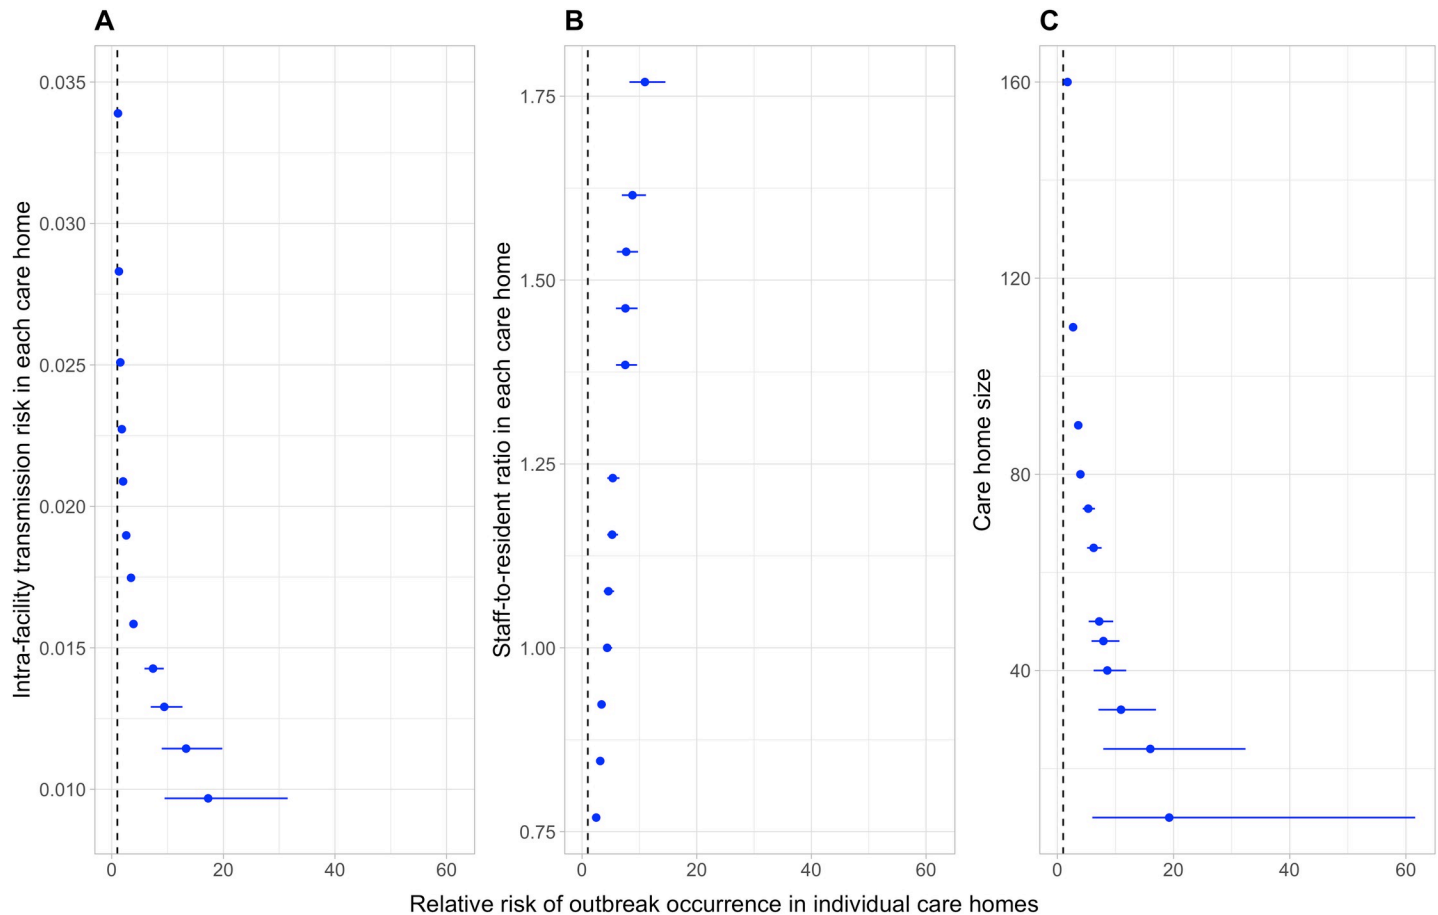 A
B
C
Intra-facility transmission risk in each care home
0.035
0.030
0.025
0.020
0.015
0.010
0 20 40 60
Staff-to-resident ratio in each care home
1.75
1.50
1.25
1.00
0.75
0 20 40 60
Care home size
160
120
80
40
0 20 40 60
Relative risk of outbreak occurrence in individual care homes